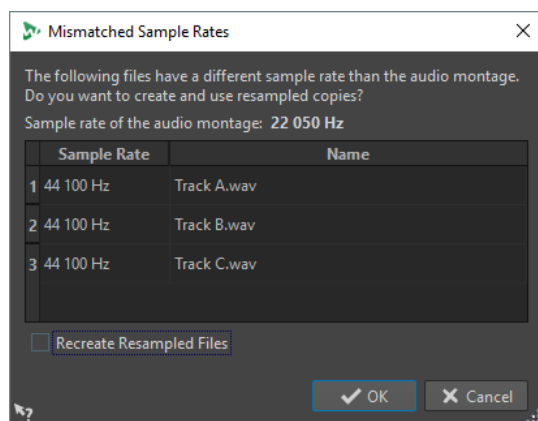 Mismatched Sample Rates
The following files have a different sample rate than the audio montage.
Do you want to create and use resampled copies?
Sample rate of the audio montage: 22 050 Hz
Sample Rate Name
1 44 100 Hz Track A.wav
2 44 100 Hz Track B.wav
3 44 100 Hz Track C.wav
Recreate Resampled Files
OK Cancel
?